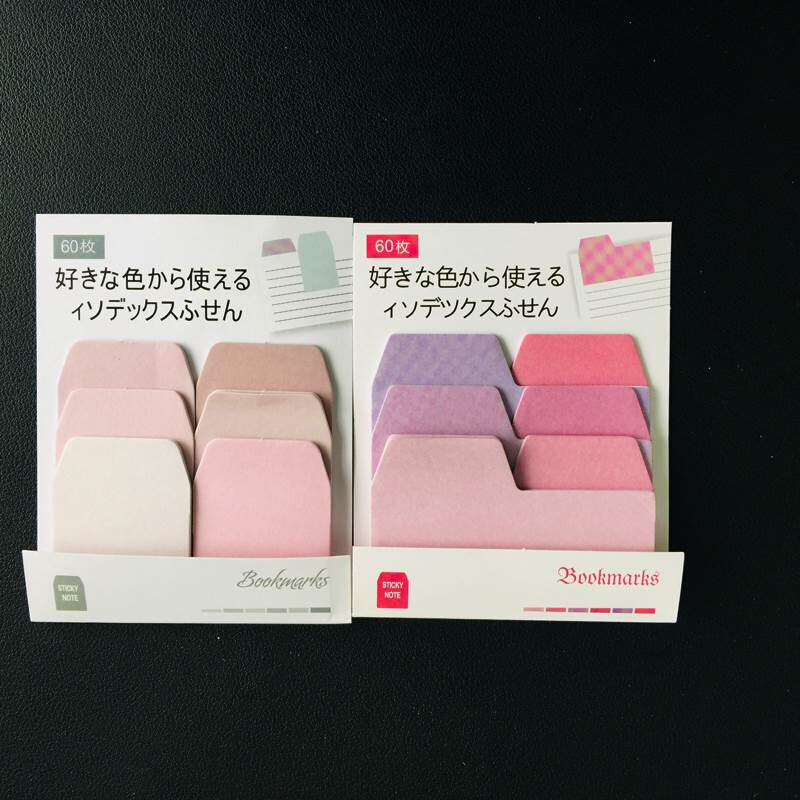 60枚
好きな色から使える
ィソデックスふせん
STICKY
NOTE
Bookmarks
60枚
好きな色から使える
ィソデツクスふせん
STICKY
NOTE
Bookmarks